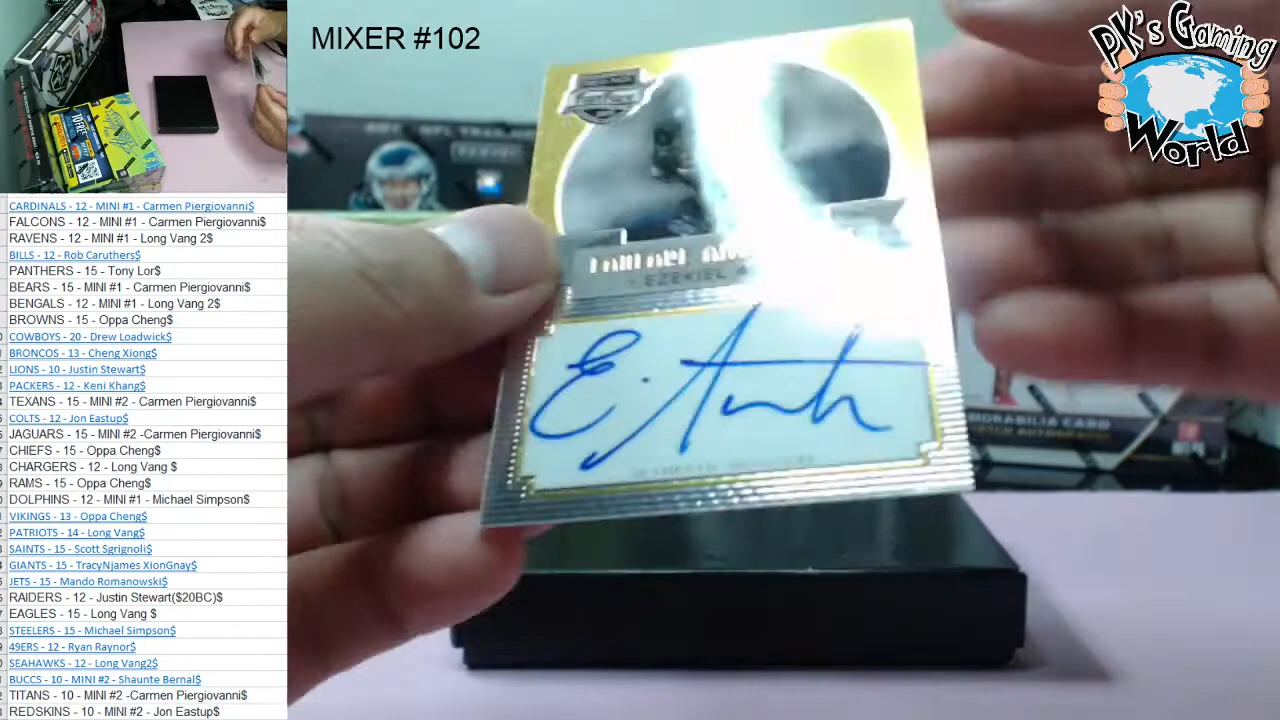 MIXER #102
PK's Gaming
World
CARDINALS - 12 - MINI #1 - Carmen Piergiovanni$
FALCONS - 12 - MINI #1 - Carmen Piergiovanni$
RAVENS - 12 - MINI #1 - Long Vang 2$
BILLS - 12 - Rob Caruthers$
PANTHERS - 15 - Tony Lor$
BEARS - 15 - MINI #1 - Carmen Piergiovanni$
BENGALS - 12 - MINI #1 - Long Vang 2$
BROWNS - 15 - Oppa Cheng$
COWBOYS - 20 - Drew Loadwick$
BRONCOS - 13 - Cheng Xiong$
LIONS - 10 - Justin Stewart$
PACKERS - 12 - Keni Khang$
TEXANS - 15 - MINI #2 - Carmen Piergiovanni$
COLTS - 12 - Jon Eastup$
JAGUARS - 15 - MINI #2 -Carmen Piergiovanni$
CHIEFS - 15 - Oppa Cheng$
CHARGERS - 12 - Long Vang $
RAMS - 15 - Oppa Cheng$
DOLPHINS - 12 - MINI #1 - Michael Simpson$
VIKINGS - 13 - Oppa Cheng$
PATRIOTS - 14 - Long Vang$
SAINTS - 15 - Scott Sgrignoli$
GIANTS - 15 - TracyNjames XionGnay$
JETS - 15 - Mando Romanowski$
RAIDERS - 12 - Justin Stewart($20BC)$
EAGLES - 15 - Long Vang $
STEELERS - 15 - Michael Simpson$
49ERS - 12 - Ryan Raynor$
SEAHAWKS - 12 - Long Vang2$
BUCCS - 10 - MINI #2 - Shaunte Bernal$
TITANS - 10 - MINI #2 -Carmen Piergiovanni$
REDSKINS - 10 - MINI #2 - Jon Eastup$
EZEKIEL
MORABILIA CARD